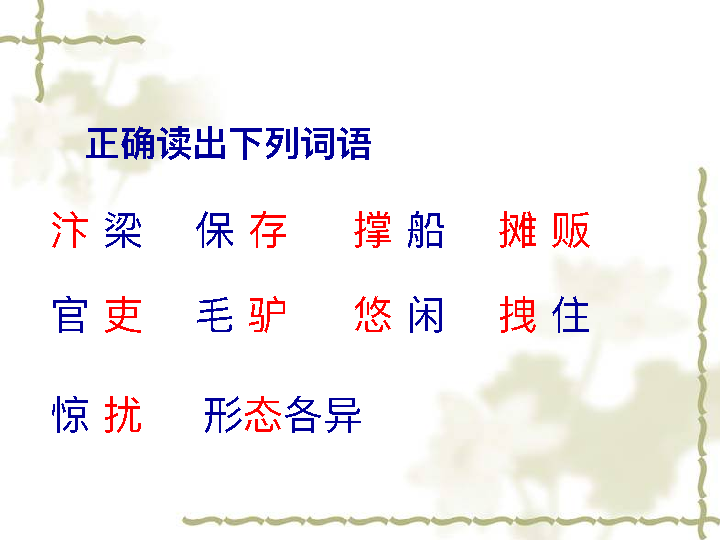 正确读出下列词语
汴 梁 保 存 撑 船 摊 贩
官 吏 毛 驴 悠 闲 拽 住
惊 扰 形态各异